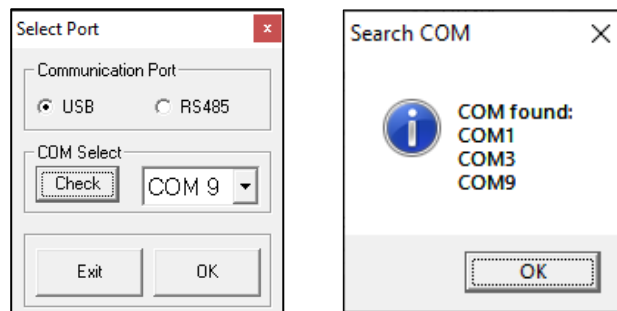 Select Port
x
Communication Port
USB
RS485
COM Select
Check
COM 9
Exit
OK
Search COM
COM found:
COM1
COM3
COM9
OK